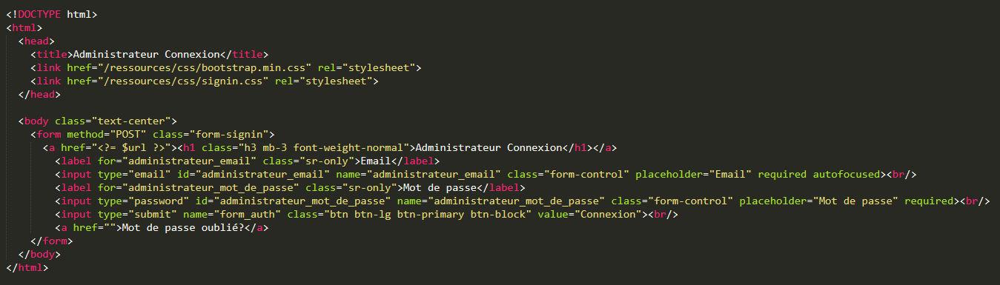 <!DOCTYPE html>
<html>
<head>
<title>Administrateur Connexion</title>
<link href="/ressources/css/bootstrap.min.css" rel="stylesheet">
<link href="/ressources/css/signin.css" rel="stylesheet">
</head>
<body class="text-center">
<form method="POST" class="form-signin">
<a href="<?= $url ?>"><h1 class="h3 mb-3 font-weight-normal">Administrateur Connexion</h1></a>
<label for="administrateur_email" class="sr-only">Email</label>
<input type="email" id="administrateur_email" name="administrateur_email" class="form-control" placeholder="Email" required autofocused><br/>
<label for="administrateur_mot_de_passe" class="sr-only">Mot de passe</label>
<input type="password" id="administrateur_mot_de_passe" name="administrateur_mot_de_passe" class="form-control" placeholder="Mot de passe" required><br/>
<input type="submit" name="form_auth" class="btn btn-lg btn-primary btn-block" value="Connexion"><br/>
<a href="">Mot de passe oublié?</a>
</form>
</body>
</html>